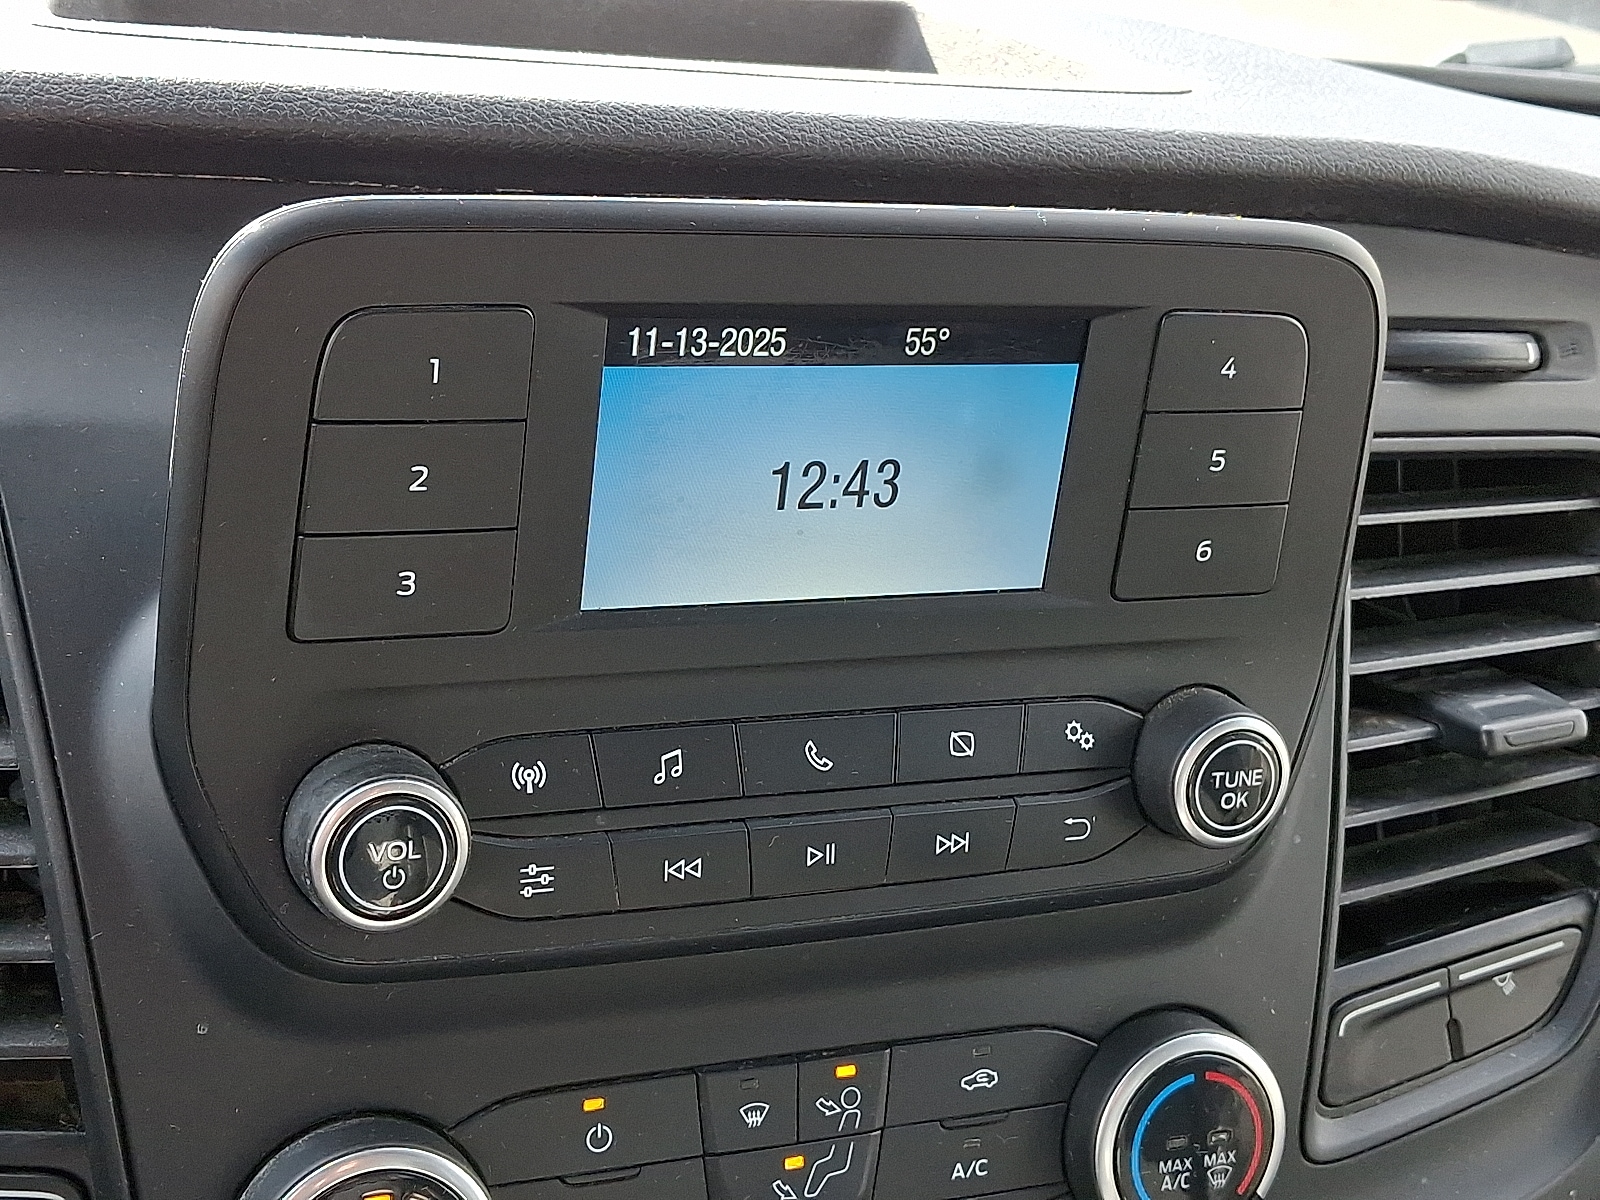 11-13-2025 55°
12:43
1
2
3
4
5
6
VOL
TUNE
OK
A/C
MAX
A/C
MAX